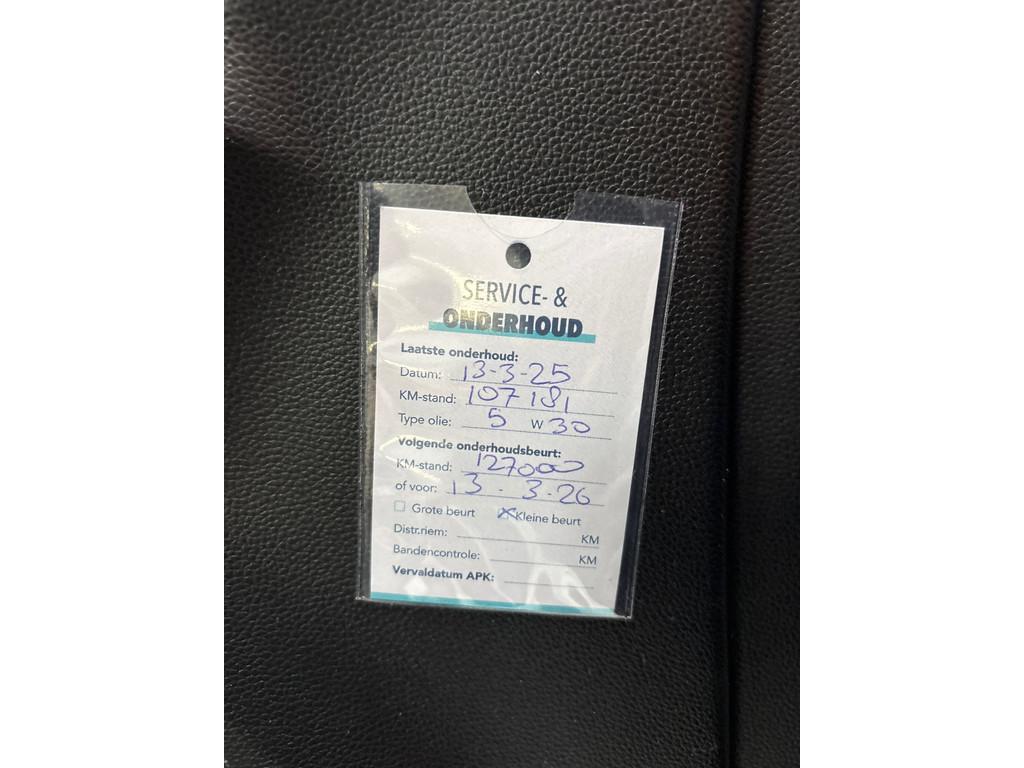 SERVICE- &
ONDERHOUD
Laatste onderhoud:
Datum: 13-3-25
KM-stand: 107181
Type olie: 5 W 30
Volgende onderhoudsbeurt:
KM-stand: 127000
of voor: 13 - 3 - 26
Grote beurt Kleine beurt
Distr.riem: KM
Bandencontrole: KM
Vervaldatum APK: